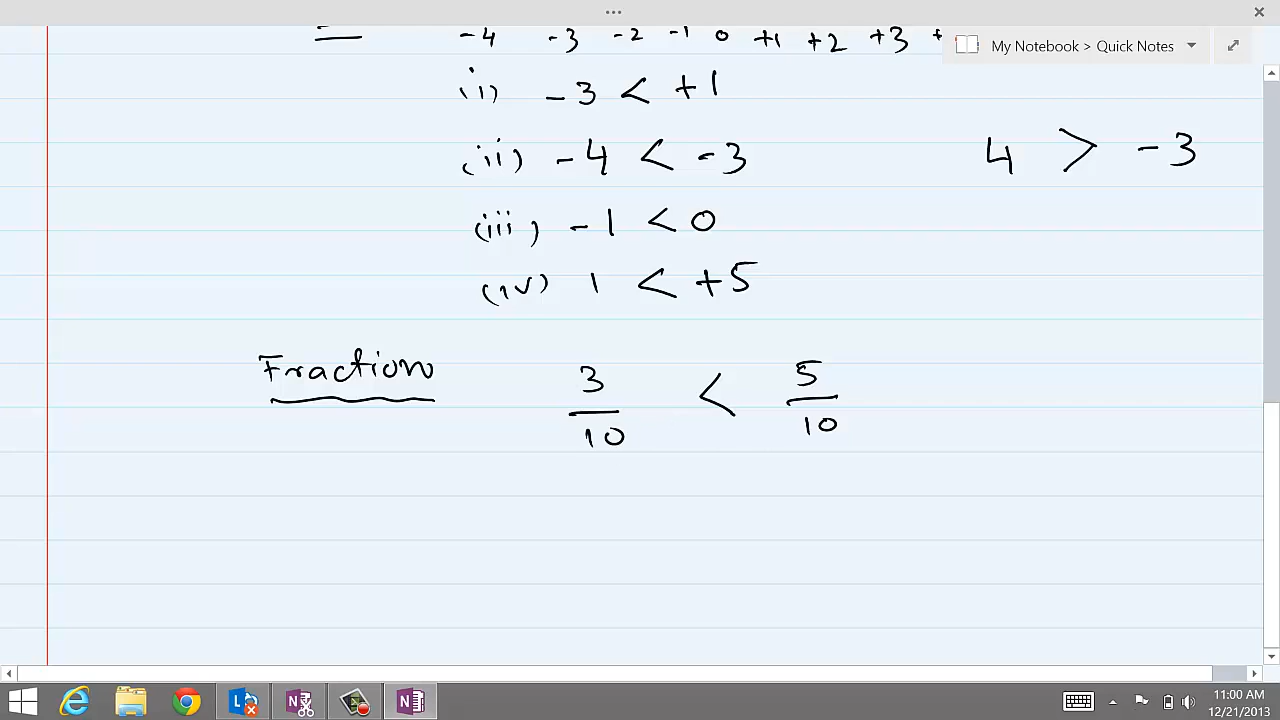 -4 -3 -2 -1 0 +1 +2 +3 +
My Notebook > Quick Notes
(i) -3 < +1
(ii) -4 < -3
4 > -3
(iii) -1 < 0
(iv) 1 < +5
Fraction 3/10 < 5/10
11:00 AM
12/21/2013